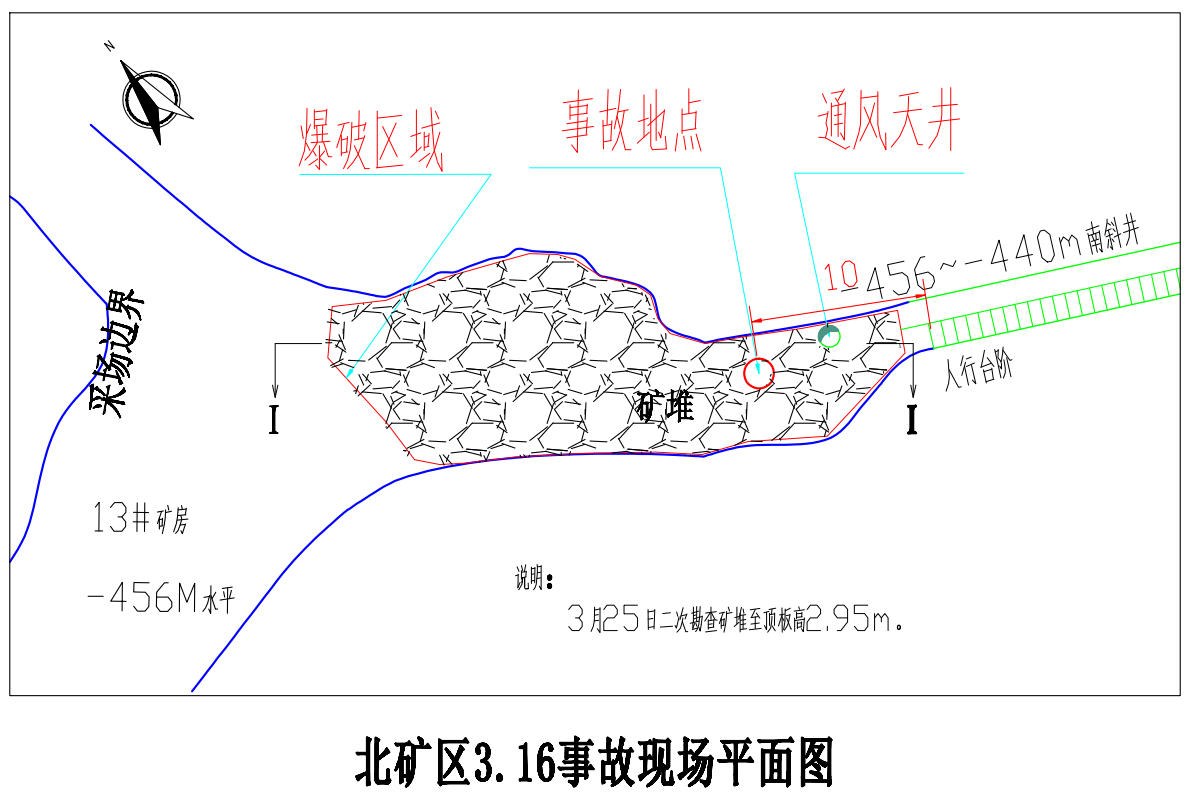 N
爆破区域
事故地点
通风天井
10
-456~-440m南斜井
采场边界
人行台阶
矿堆
I
I
13#矿房
-456M水平
说明：
3月25日二次勘查矿堆至顶板高2.95m。
北矿区3.16事故现场平面图